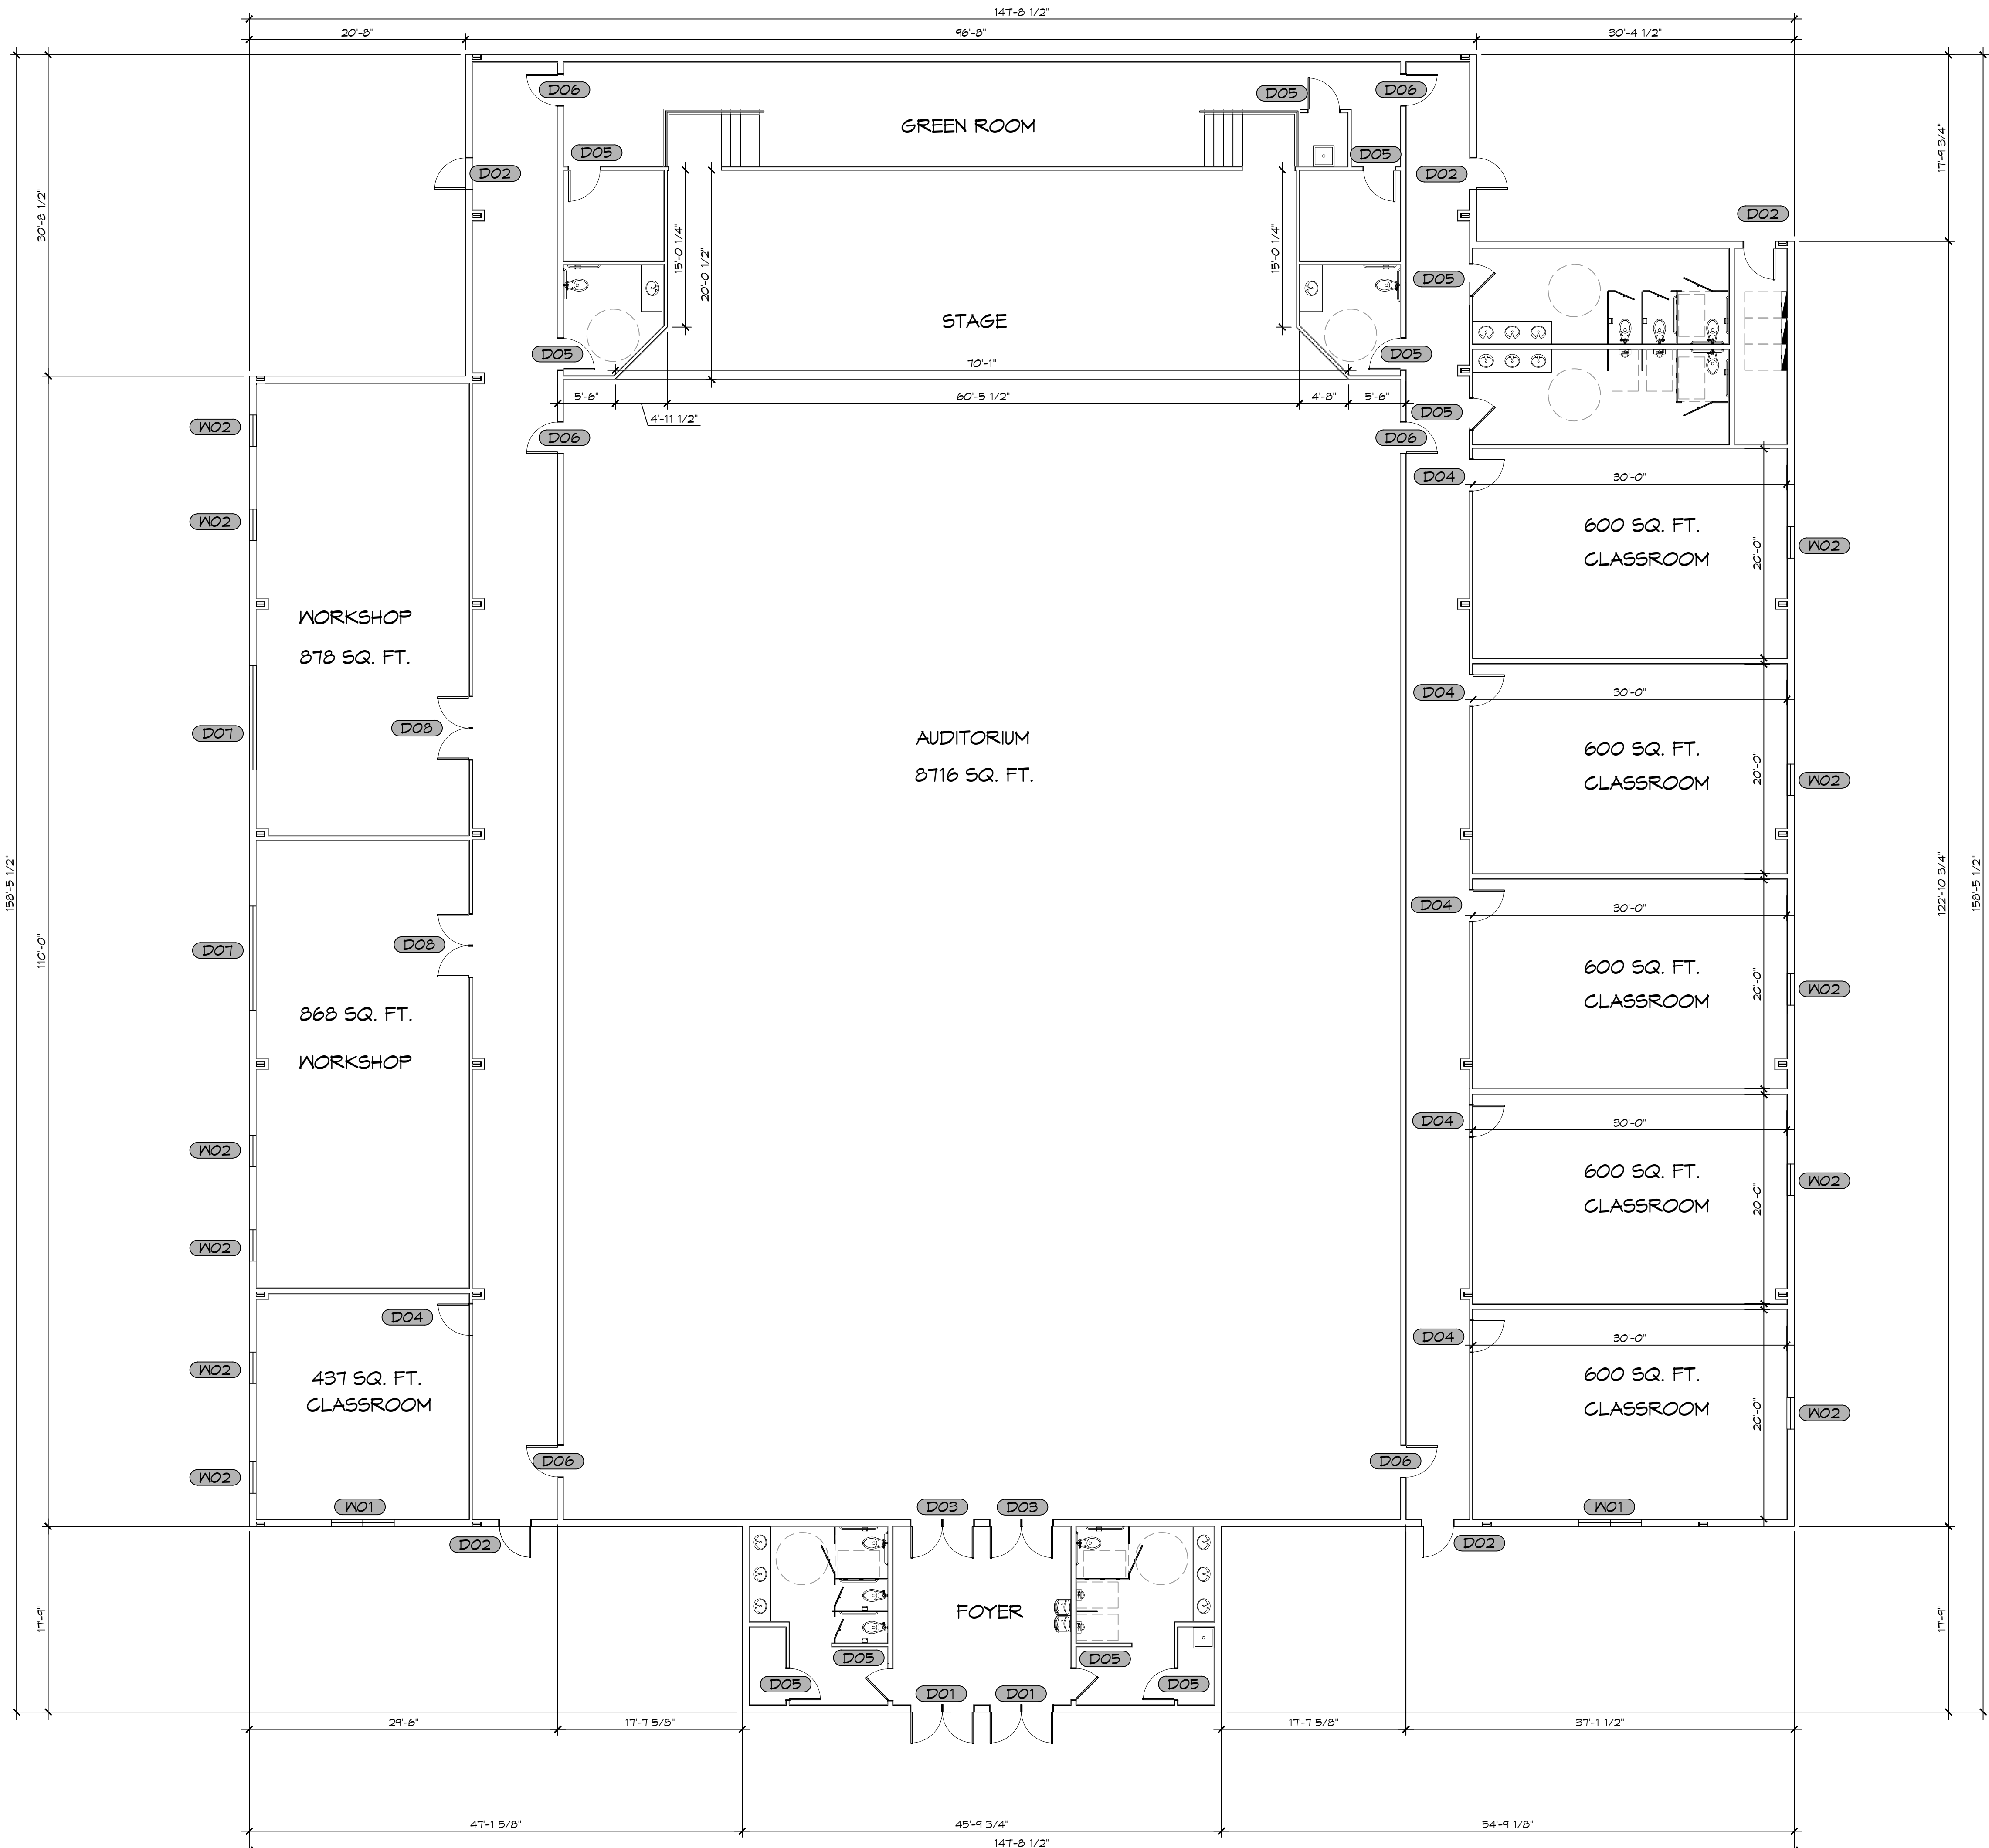 147'-8 1/2"
20'-8"
96'-8"
30'-4 1/2"
D06
D05
D06
GREEN ROOM
D05
D05
D02
D02
17'-9 3/4"
30'-8 1/2"
D02
15'-0 1/4"
20'-0 1/2"
15'-0 1/4"
D05
STAGE
D05
D05
70'-1"
5'-6"
4'-11 1/2"
60'-5 1/2"
4'-8"
5'-6"
D05
W02
D06
D06
D04
30'-0"
W02
600 SQ. FT.
CLASSROOM
20'-0"
W02
WORKSHOP
878 SQ. FT.
D04
30'-0"
D07
D08
AUDITORIUM
8716 SQ. FT.
600 SQ. FT.
CLASSROOM
20'-0"
W02
158'-5 1/2"
110'-0"
122'-10 3/4"
158'-5 1/2"
D04
30'-0"
D07
D08
600 SQ. FT.
CLASSROOM
20'-0"
W02
868 SQ. FT.
WORKSHOP
D04
30'-0"
W02
600 SQ. FT.
CLASSROOM
20'-0"
W02
W02
D04
D04
30'-0"
W02
437 SQ. FT.
CLASSROOM
600 SQ. FT.
CLASSROOM
20'-0"
W02
W02
D06
D06
W01
D03
D03
W01
D02
D02
17'-9"
FOYER
17'-9"
D05
D05
D05
D05
D01
D01
29'-6"
17'-7 5/8"
17'-7 5/8"
37'-1 1/2"
47'-1 5/8"
45'-9 3/4"
54'-9 1/8"
147'-8 1/2"